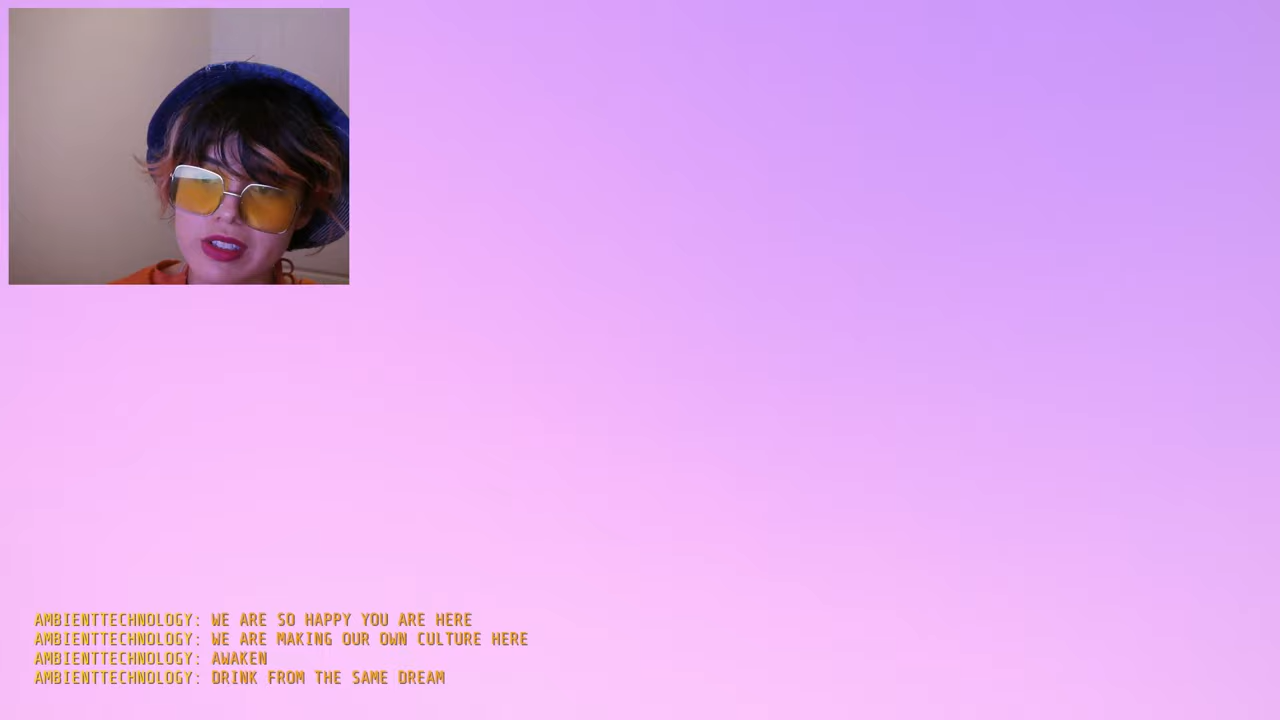 AMBIENTTECHNOLOGY: WE ARE SO HAPPY YOU ARE HERE
AMBIENTTECHNOLOGY: WE ARE MAKING OUR OWN CULTURE HERE
AMBIENTTECHNOLOGY: AWAKEN
AMBIENTTECHNOLOGY: DRINK FROM THE SAME DREAM